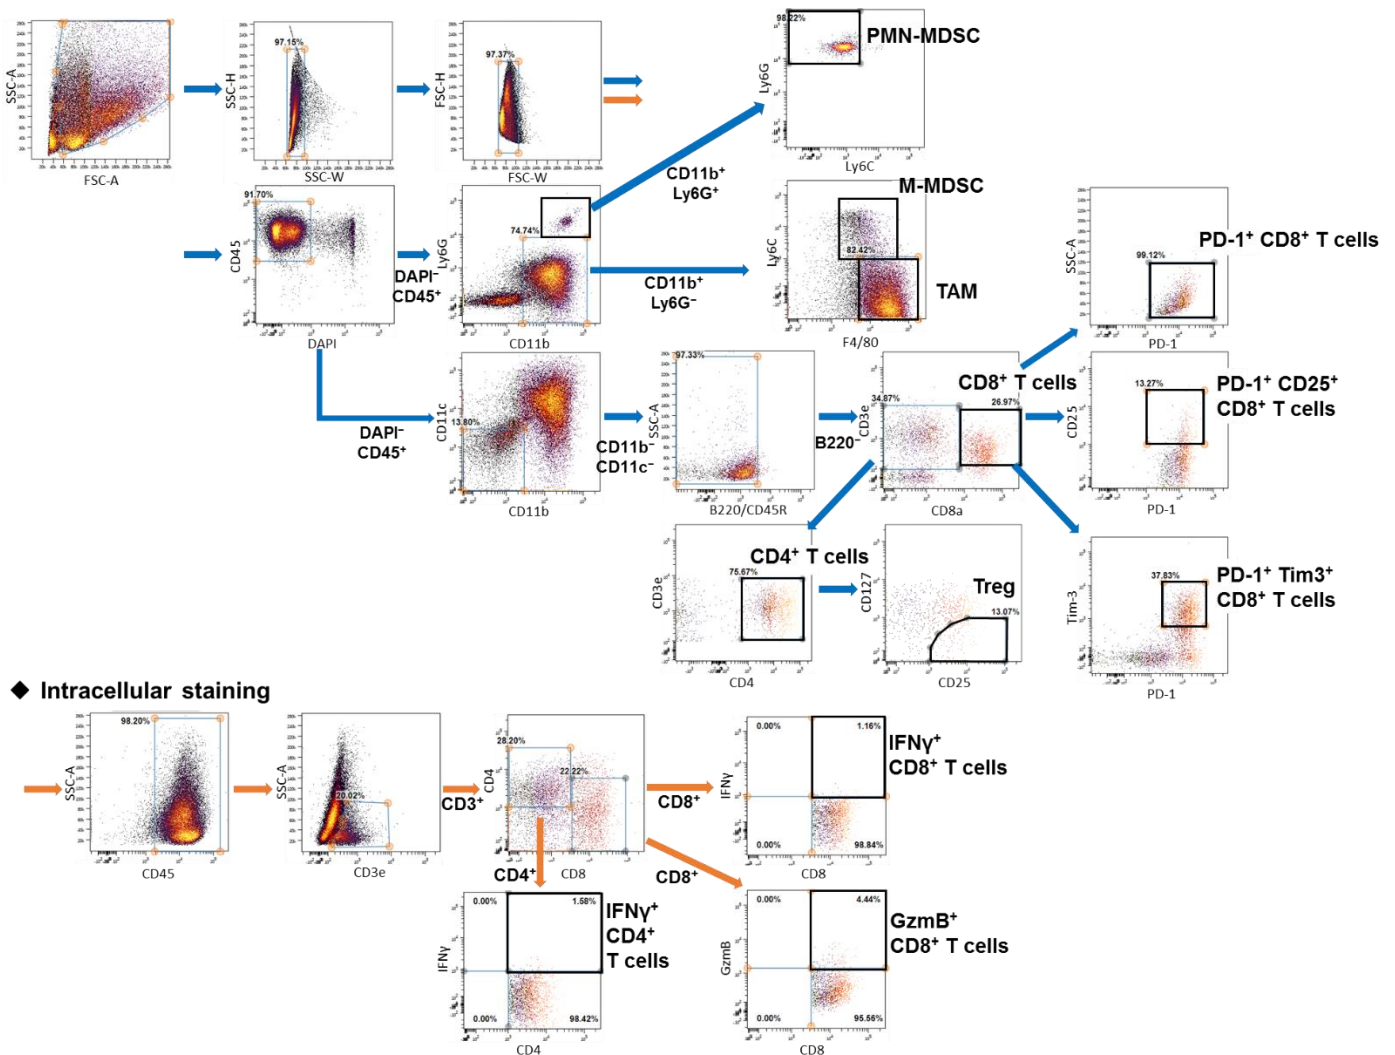 SSC-A
FSC-A
97.15%
SSC-H
SSC-W
97.37%
FSC-H
FSC-W
98.22%
PMN-MDSC
Ly6G
Ly6C
CD11b⁺
Ly6G⁺
91.70%
CD45
DAPI
DAPI⁻
CD45⁺
74.74%
Ly6G
CD11b
CD11b⁺
Ly6G⁻
M-MDSC
82.42%
Ly6C
TAM
F4/80
PD-1⁺ CD8⁺ T cells
99.12%
SSC-A
PD-1
DAPI⁻
CD45⁺
13.80%
CD11c
CD11b
CD11b⁻
CD11c⁻
97.33%
SSC-A
B220/CD45R
B220⁻
CD8⁺ T cells
34.87%
26.97%
CD3e
CD8a
13.27%
CD25
PD-1
PD-1⁺ CD25⁺
CD8⁺ T cells
CD4⁺ T cells
75.67%
CD3e
CD4
CD127
Treg
13.07%
CD25
37.83%
Tim-3
PD-1
PD-1⁺ Tim3⁺
CD8⁺ T cells
◆ Intracellular staining
98.20%
SSC-A
CD45
20.02%
SSC-A
CD3e
CD3⁺
28.20%
22.22%
CD4
CD8
CD8⁺
0.00%
1.16%
IFNγ
0.00%
98.84%
CD8
IFNγ⁺
CD8⁺ T cells
CD4⁺
CD8⁺
0.00%
1.58%
IFNγ
0.00%
98.42%
CD4
IFNγ⁺
CD4⁺
T cells
0.00%
4.44%
GzmB
0.00%
95.56%
CD8
GzmB⁺
CD8⁺ T cells